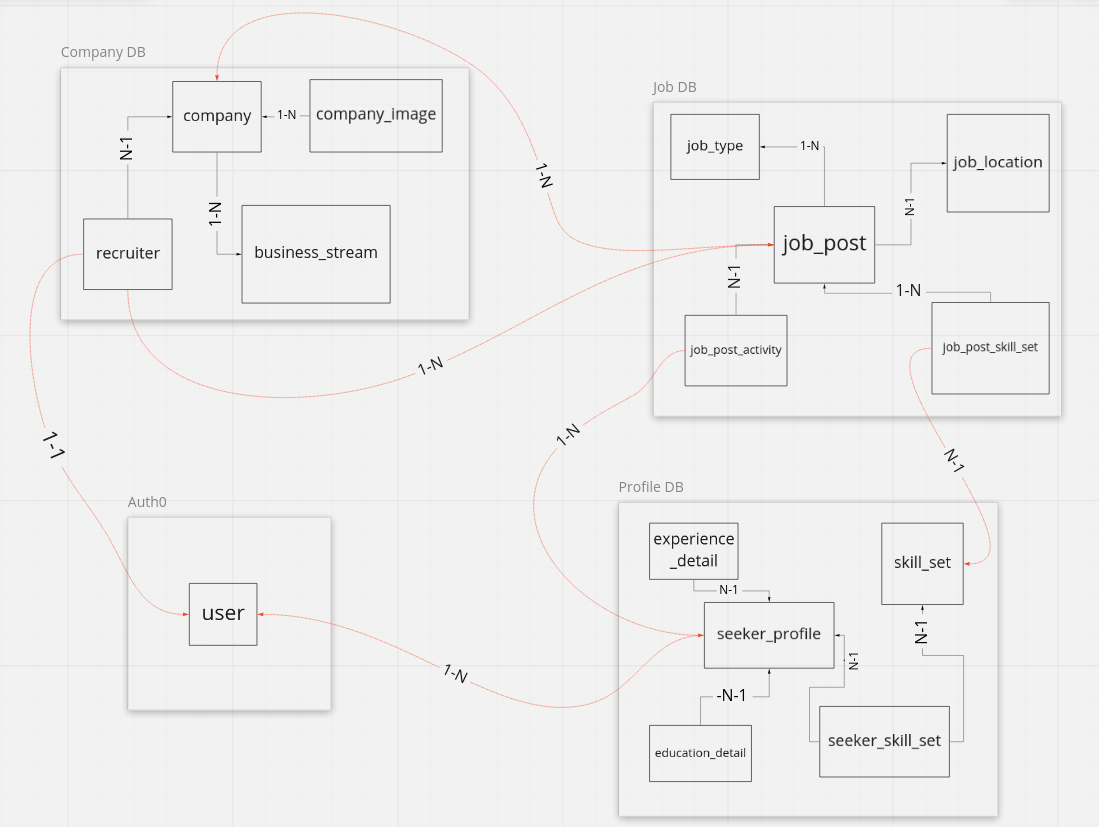 Company DB
company
1-N
company_image
N-1
1-N
recruiter
business_stream
1-N
1-N
1-1
Job DB
job_type
1-N
job_location
N-1
job_post
N-1
1-N
job_post_activity
job_post_skill_set
1-N
N-1
Auth0
user
1-N
Profile DB
experience
_detail
skill_set
N-1
seeker_profile
N-1
N-1
-N-1
education_detail
seeker_skill_set